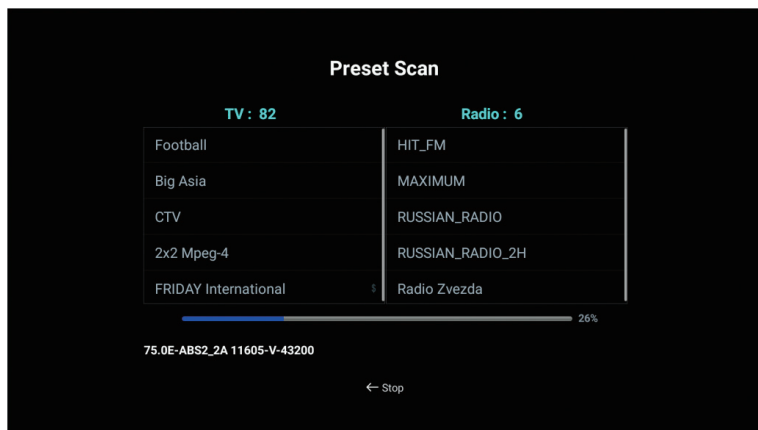 Preset Scan
TV : 82
Radio : 6
Football
HIT_FM
Big Asia
MAXIMUM
CTV
RUSSIAN_RADIO
2x2 Mpeg-4
RUSSIAN_RADIO_2H
FRIDAY International $
Radio Zvezda
26%
75.0E-ABS2_2A 11605-V-43200
← Stop